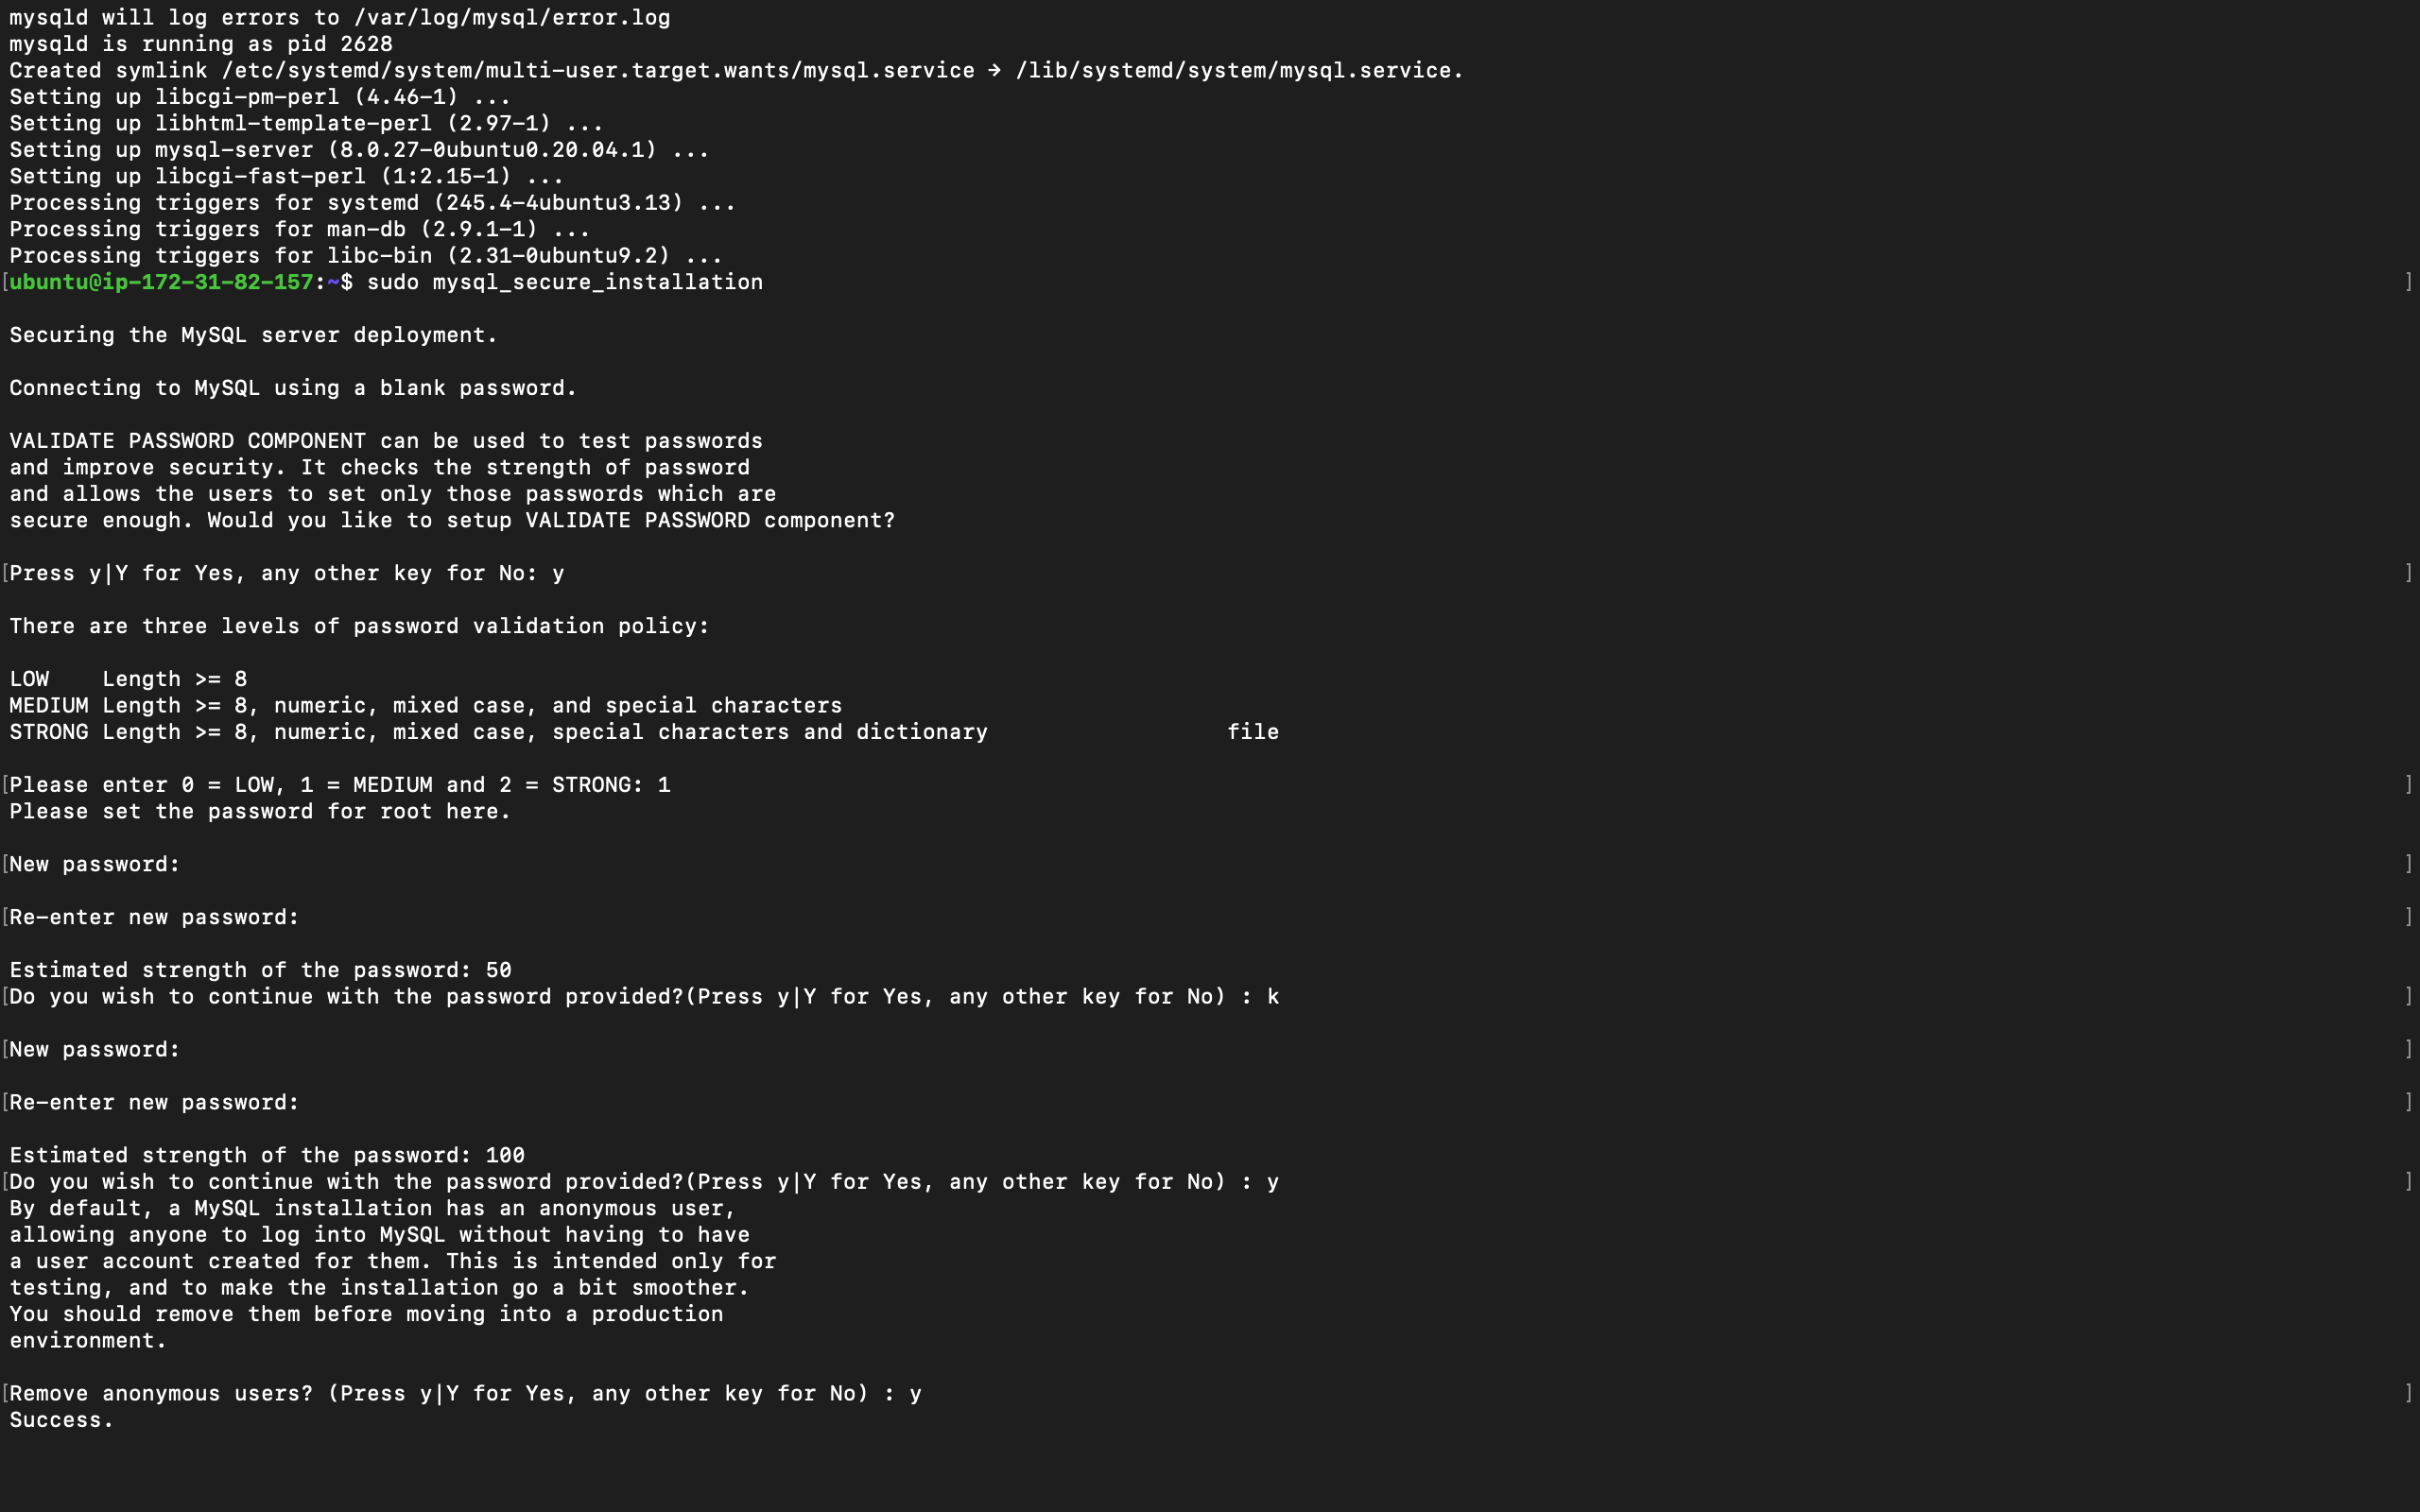 mysqld will log errors to /var/log/mysql/error.log
mysqld is running as pid 2628
Created symlink /etc/systemd/system/multi-user.target.wants/mysql.service → /lib/systemd/system/mysql.service.
Setting up libcgi-pm-perl (4.46-1) ...
Setting up libhtml-template-perl (2.97-1) ...
Setting up mysql-server (8.0.27-0ubuntu0.20.04.1) ...
Setting up libcgi-fast-perl (1:2.15-1) ...
Processing triggers for systemd (245.4-4ubuntu3.13) ...
Processing triggers for man-db (2.9.1-1) ...
Processing triggers for libc-bin (2.31-0ubuntu9.2) ...
[ubuntu@ip-172-31-82-157:~$ sudo mysql_secure_installation ]
Securing the MySQL server deployment.
Connecting to MySQL using a blank password.
VALIDATE PASSWORD COMPONENT can be used to test passwords
and improve security. It checks the strength of password
and allows the users to set only those passwords which are
secure enough. Would you like to setup VALIDATE PASSWORD component?
[Press y|Y for Yes, any other key for No: y ]
There are three levels of password validation policy:
LOW    Length >= 8
MEDIUM Length >= 8, numeric, mixed case, and special characters
STRONG Length >= 8, numeric, mixed case, special characters and dictionary                  file
[Please enter 0 = LOW, 1 = MEDIUM and 2 = STRONG: 1 ]
Please set the password for root here.
[New password: ]
[Re-enter new password: ]
Estimated strength of the password: 50
[Do you wish to continue with the password provided?(Press y|Y for Yes, any other key for No) : k ]
[New password: ]
[Re-enter new password: ]
Estimated strength of the password: 100
[Do you wish to continue with the password provided?(Press y|Y for Yes, any other key for No) : y ]
By default, a MySQL installation has an anonymous user,
allowing anyone to log into MySQL without having to have
a user account created for them. This is intended only for
testing, and to make the installation go a bit smoother.
You should remove them before moving into a production
environment.
[Remove anonymous users? (Press y|Y for Yes, any other key for No) : y ]
Success.